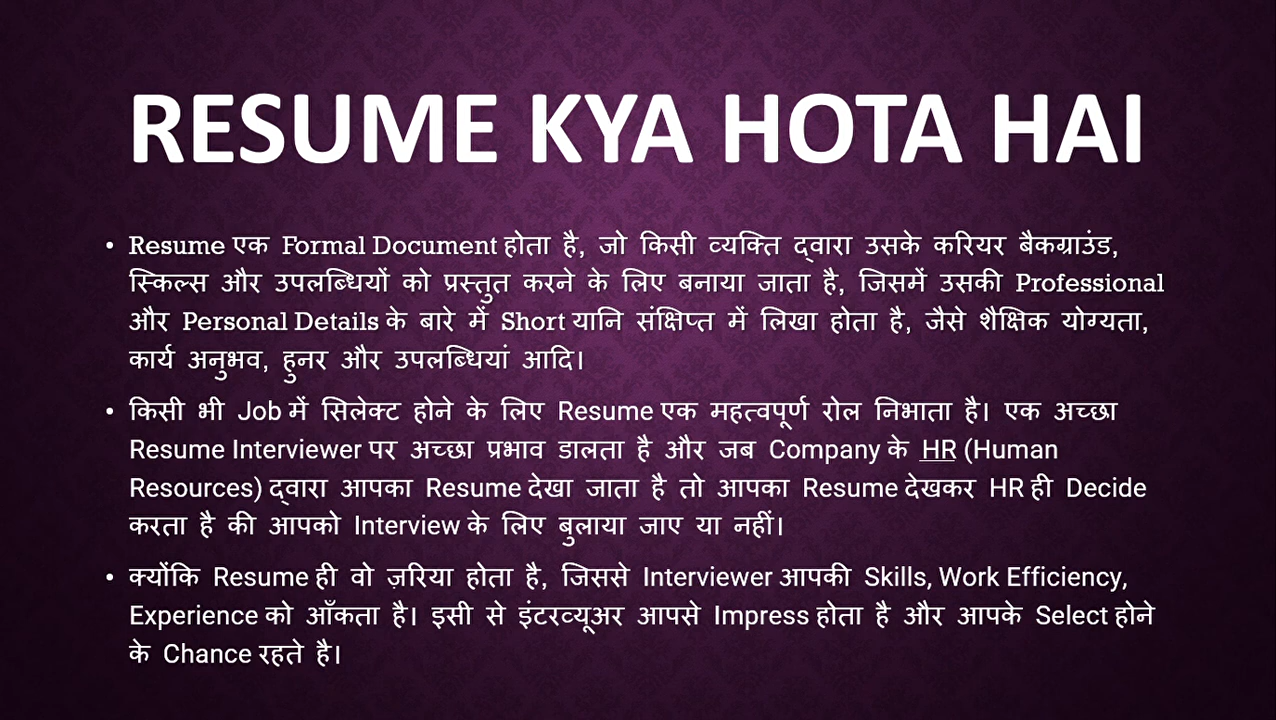 RESUME KYA HOTA HAI
• Resume एक Formal Document होता है, जो किसी व्यक्ति द्वारा उसके करियर बैकग्राउंड,
स्किल्स और उपलब्धियों को प्रस्तुत करने के लिए बनाया जाता है, जिसमें उसकी Professional
और Personal Details के बारे में Short यानि संक्षिप्त में लिखा होता है, जैसे शैक्षिक योग्यता,
कार्य अनुभव, हुनर और उपलब्धियां आदि।
• किसी भी Job में सिलेक्ट होने के लिए Resume एक महत्वपूर्ण रोल निभाता है। एक अच्छा
Resume Interviewer पर अच्छा प्रभाव डालता है और जब Company के HR (Human
Resources) द्वारा आपका Resume देखा जाता है तो आपका Resume देखकर HR ही Decide
करता है की आपको Interview के लिए बुलाया जाए या नहीं।
• क्योंकि Resume ही वो ज़रिया होता है, जिससे Interviewer आपकी Skills, Work Efficiency,
Experience को आँकता है। इसी से इंटरव्यूअर आपसे Impress होता है और आपके Select होने
के Chance रहते है।